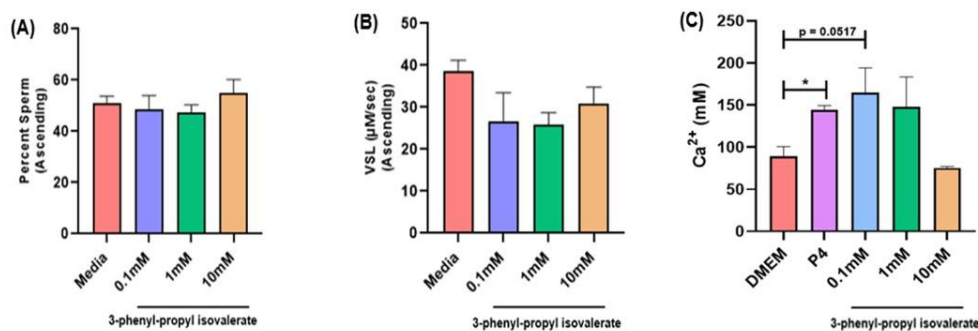 (A)
Percent Sperm
(Ascending)
80
60
40
20
0
Media
0.1mM
1mM
10mM
3-phenyl-propyl isovalerate
(B)
VSL (µM/sec)
(Ascending)
50
40
30
20
10
0
Media
0.1mM
1mM
10mM
3-phenyl-propyl isovalerate
(C)
Ca2+ (mM)
250
200
150
100
50
0
p = 0.0517
*
DMEM
P4
0.1mM
1mM
10mM
3-phenyl-propyl isovalerate